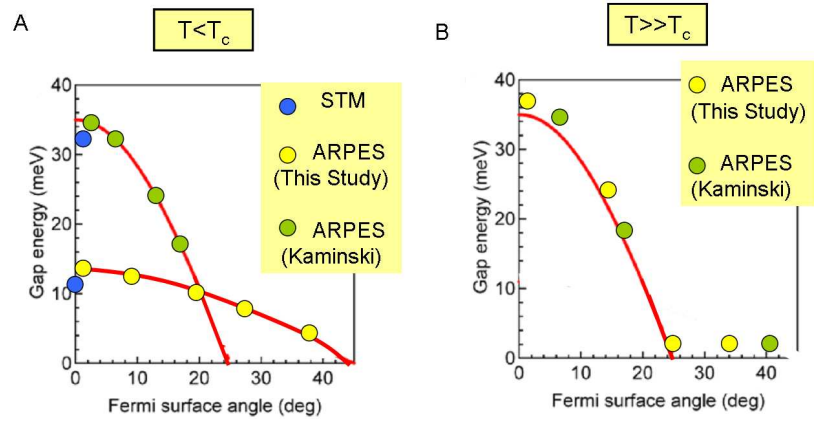 A
T<Tc
40
30
20
10
0
Gap energy (meV)
0
10
20
30
40
Fermi surface angle (deg)
STM
ARPES
(This Study)
ARPES
(Kaminski)
B
T>>Tc
40
30
20
10
0
Gap energy (meV)
0
10
20
30
40
Fermi surface angle (deg)
ARPES
(This Study)
ARPES
(Kaminski)